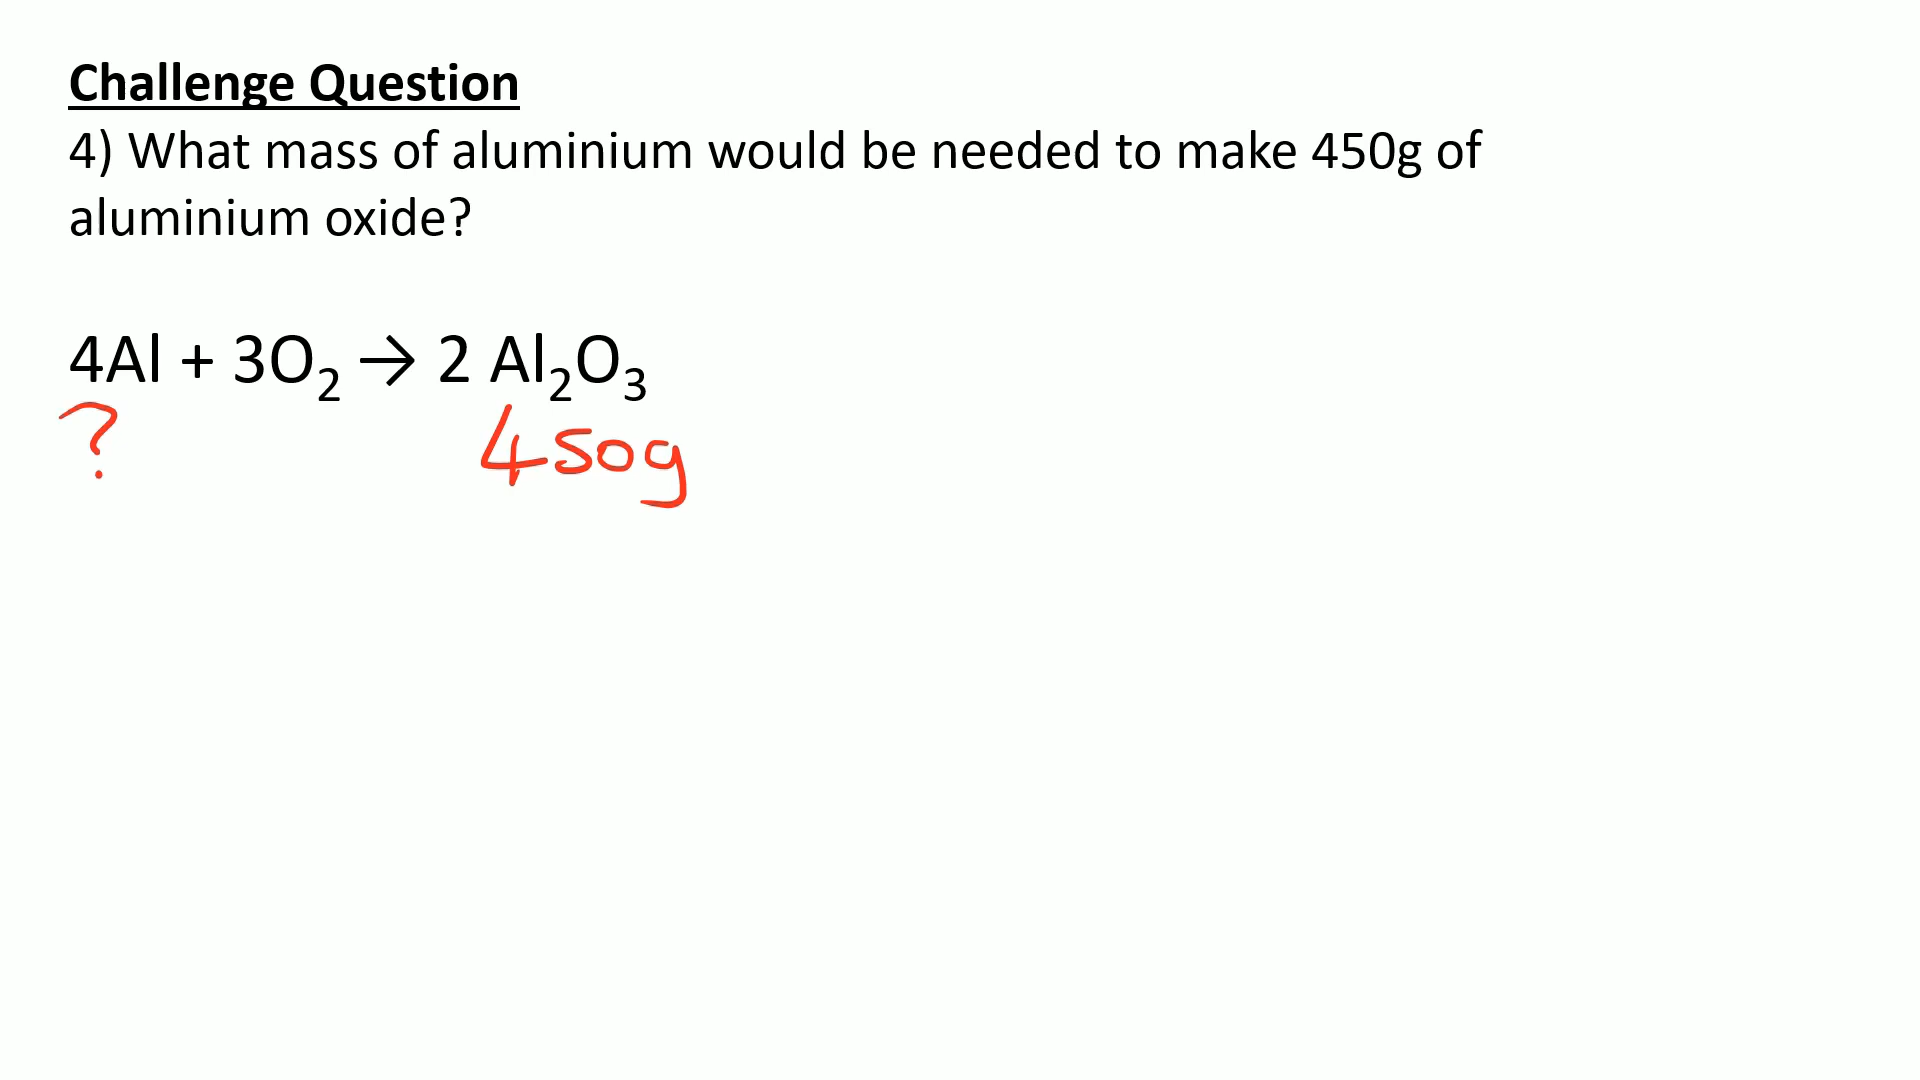 Challenge Question
4) What mass of aluminium would be needed to make 450g of
aluminium oxide?
4Al + 3O₂ → 2 Al₂O₃
? 450g